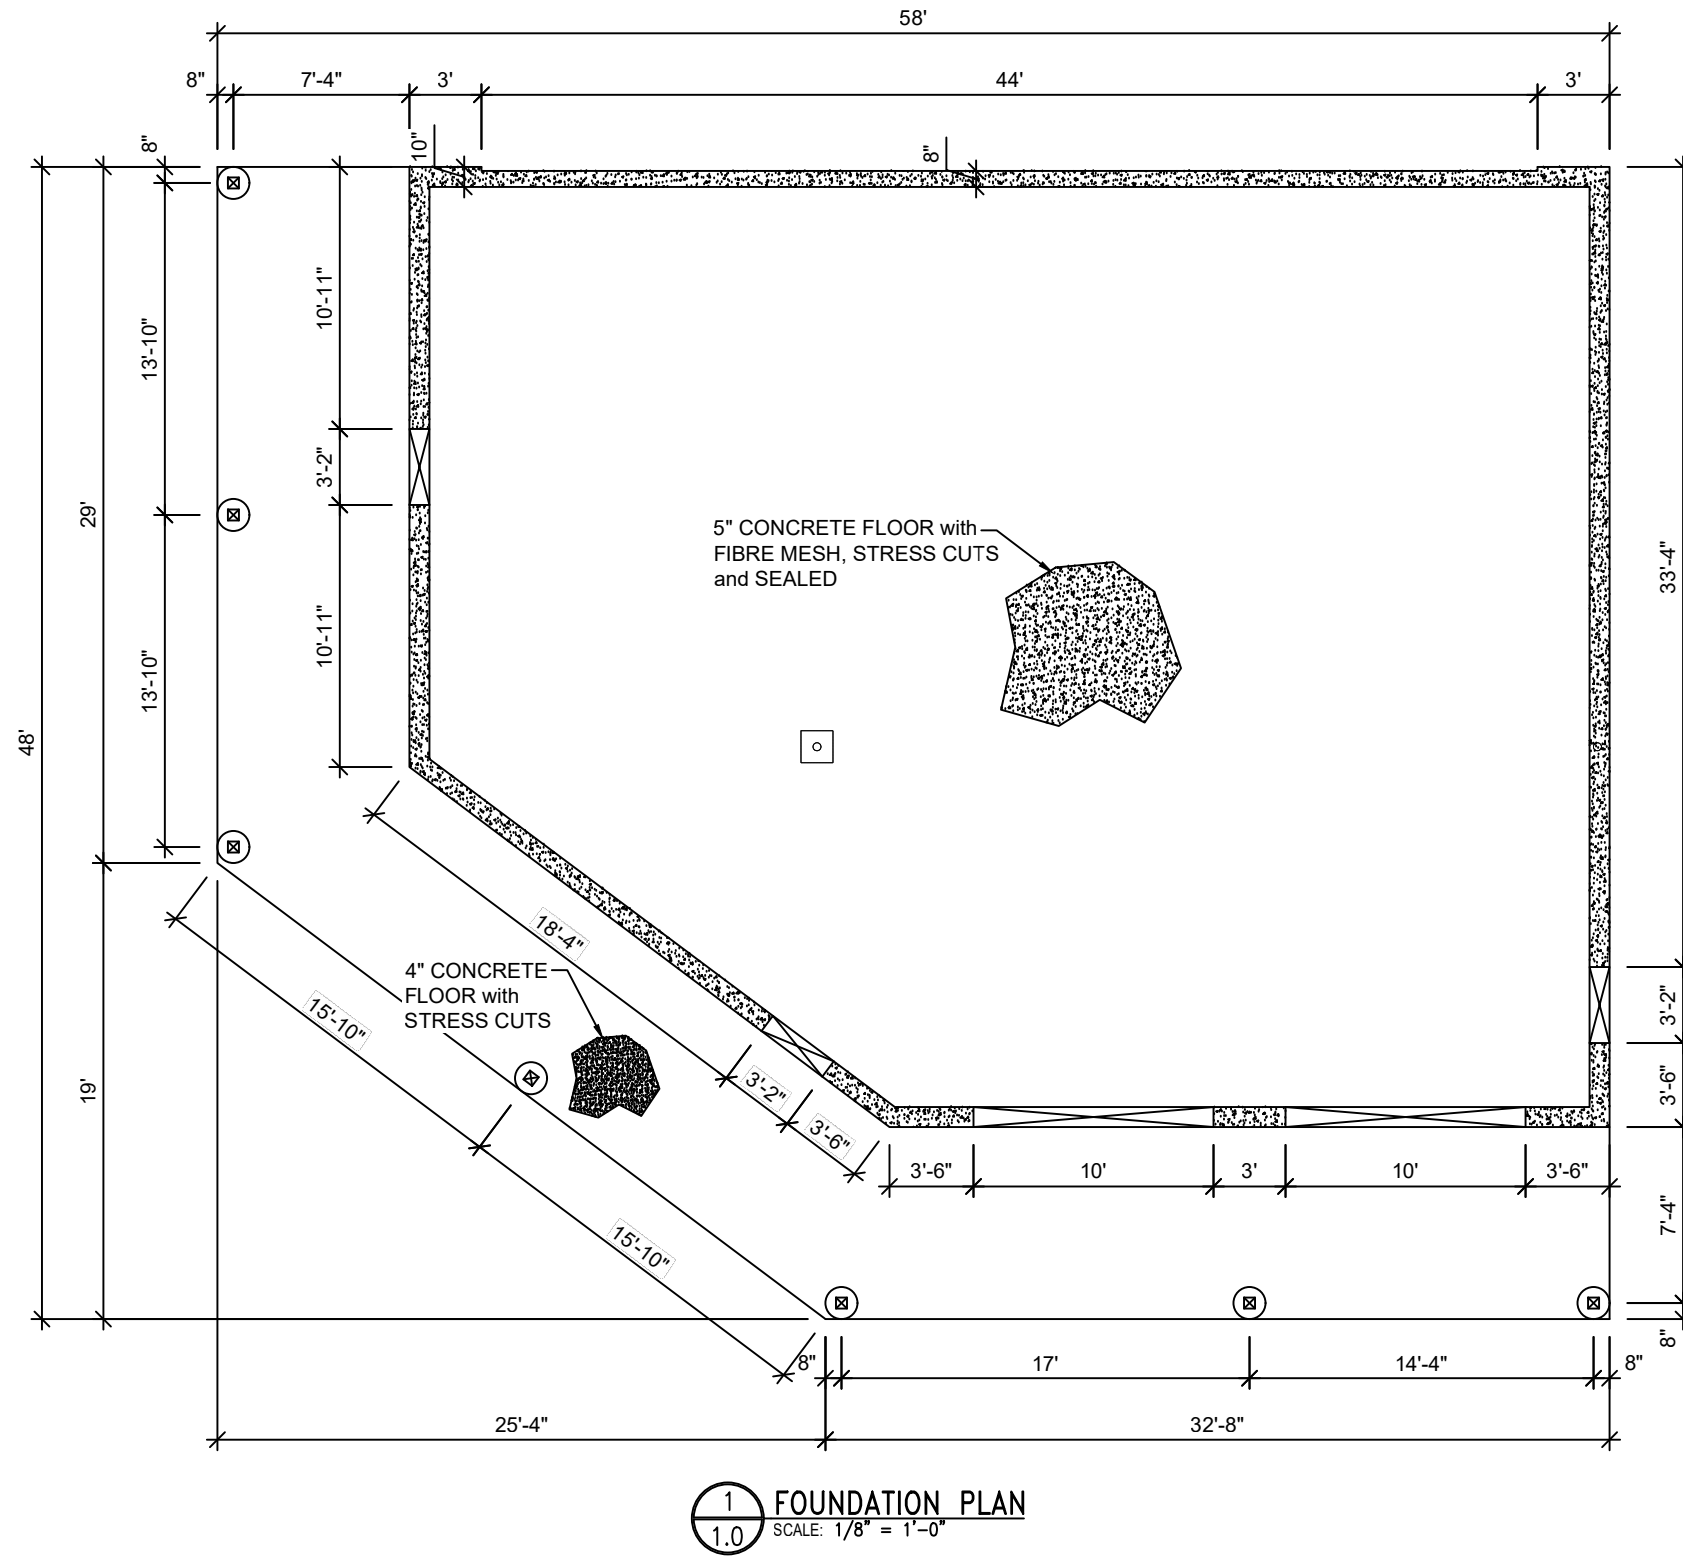 58'
8" 7'-4" 3' 44' 3'
8"
10"
8"
10'-11"
13'-10"
3'-2"
29'
5" CONCRETE FLOOR with
FIBRE MESH, STRESS CUTS
and SEALED
33'-4"
10'-11"
13'-10"
48'
18'-4"
4" CONCRETE
FLOOR with
STRESS CUTS
15'-10"
3'-2"
19'
3'-2"
3'-6"
3'-6"
3'-6" 10' 3' 10' 3'-6"
7'-4"
15'-10"
8"
8" 17' 14'-4" 8"
25'-4" 32'-8"
1
FOUNDATION PLAN
1.0
SCALE: 1/8" = 1'-0"